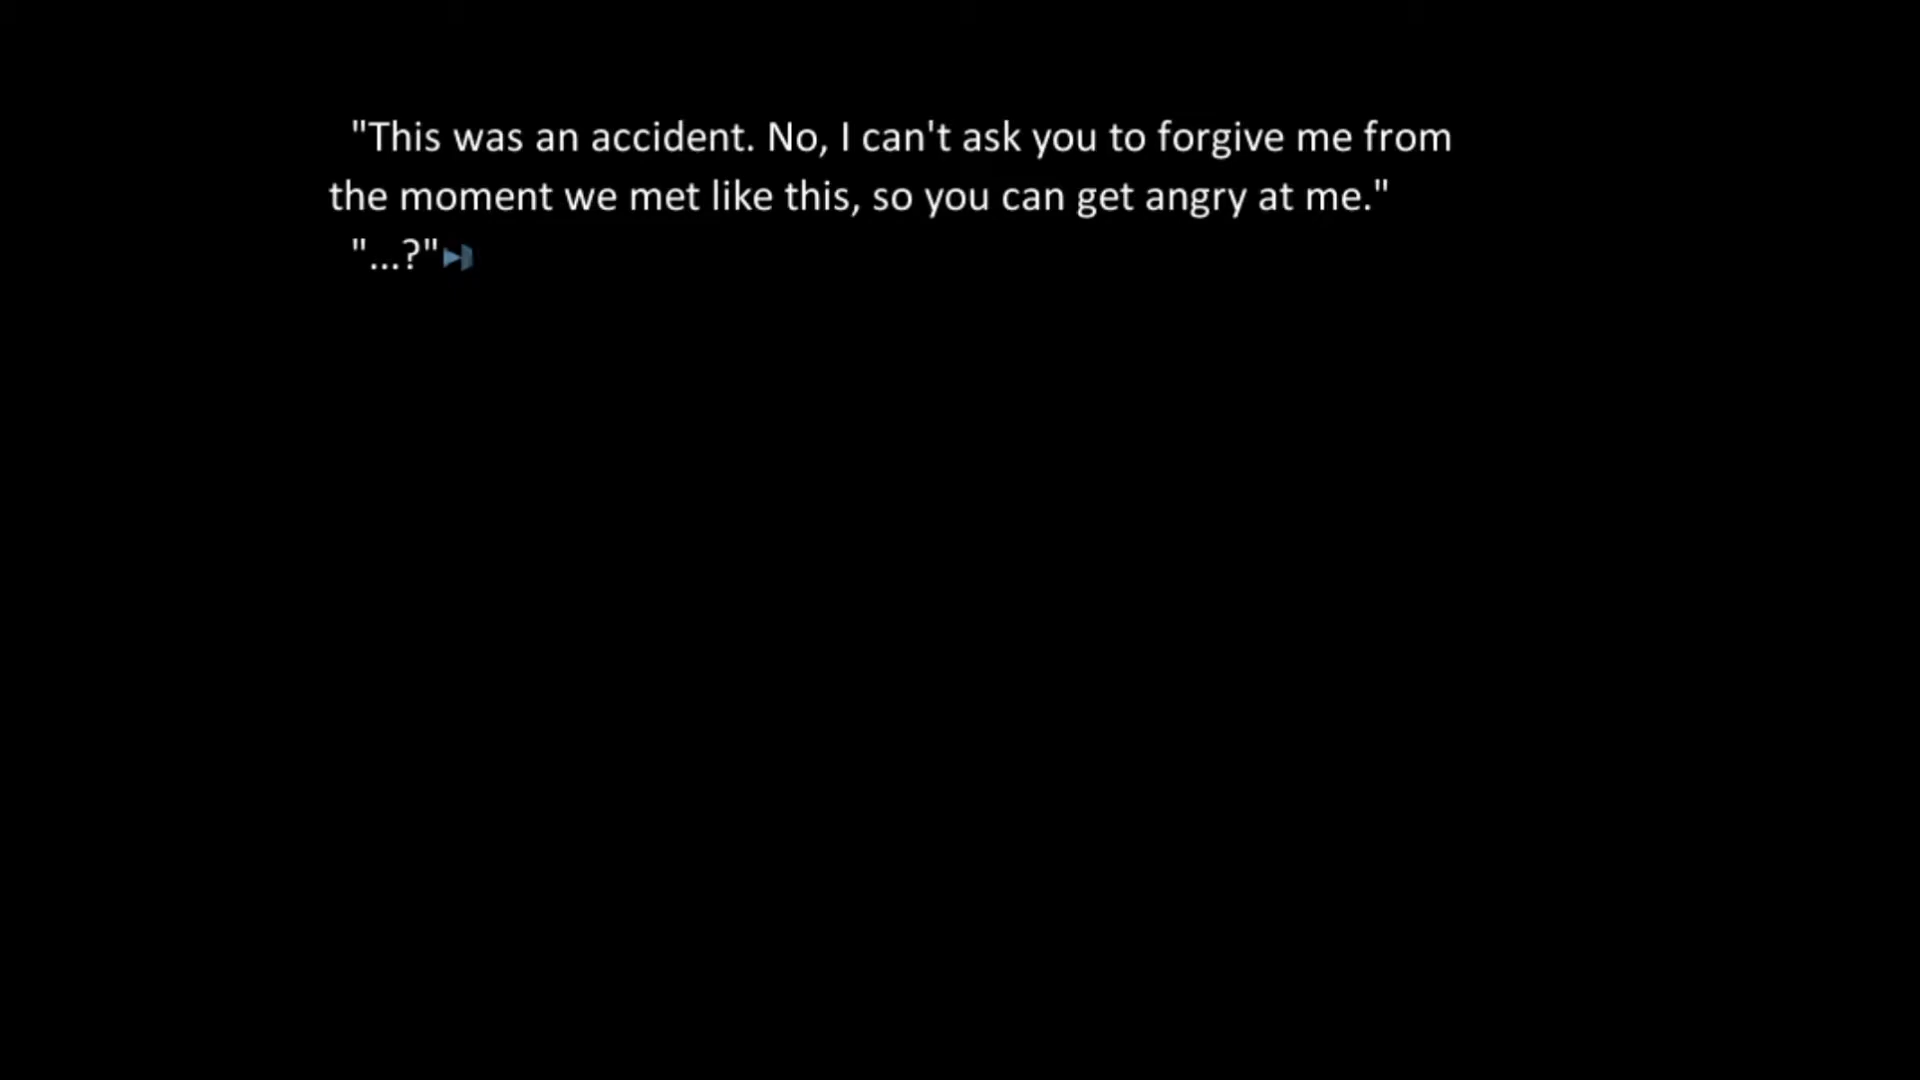 "This was an accident. No, I can't ask you to forgive me from
the moment we met like this, so you can get angry at me."
"...?"